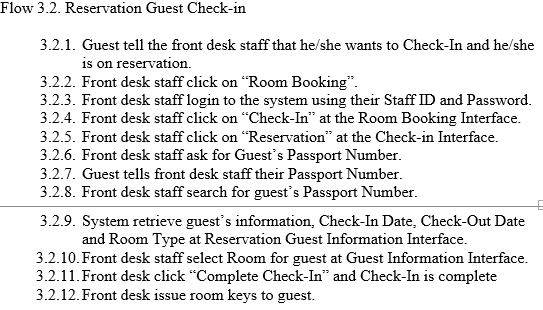 Flow 3.2. Reservation Guest Check-in
3.2.1. Guest tell the front desk staff that he/she wants to Check-In and he/she
is on reservation.
3.2.2. Front desk staff click on “Room Booking”.
3.2.3. Front desk staff login to the system using their Staff ID and Password.
3.2.4. Front desk staff click on “Check-In” at the Room Booking Interface.
3.2.5. Front desk staff click on “Reservation” at the Check-in Interface.
3.2.6. Front desk staff ask for Guest’s Passport Number.
3.2.7. Guest tells front desk staff their Passport Number.
3.2.8. Front desk staff search for guest’s Passport Number.
3.2.9. System retrieve guest’s information, Check-In Date, Check-Out Date
and Room Type at Reservation Guest Information Interface.
3.2.10. Front desk staff select Room for guest at Guest Information Interface.
3.2.11. Front desk click “Complete Check-In” and Check-In is complete
3.2.12. Front desk issue room keys to guest.